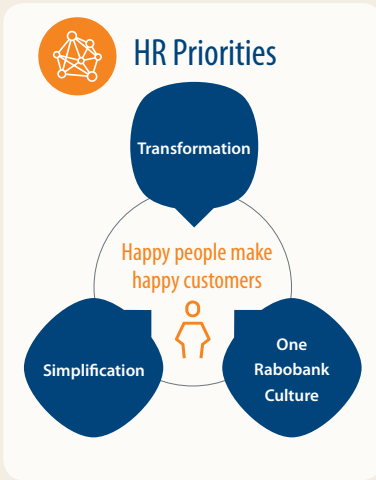 HR Priorities
Transformation
Happy people make
happy customers
Simplification
One
Rabobank
Culture